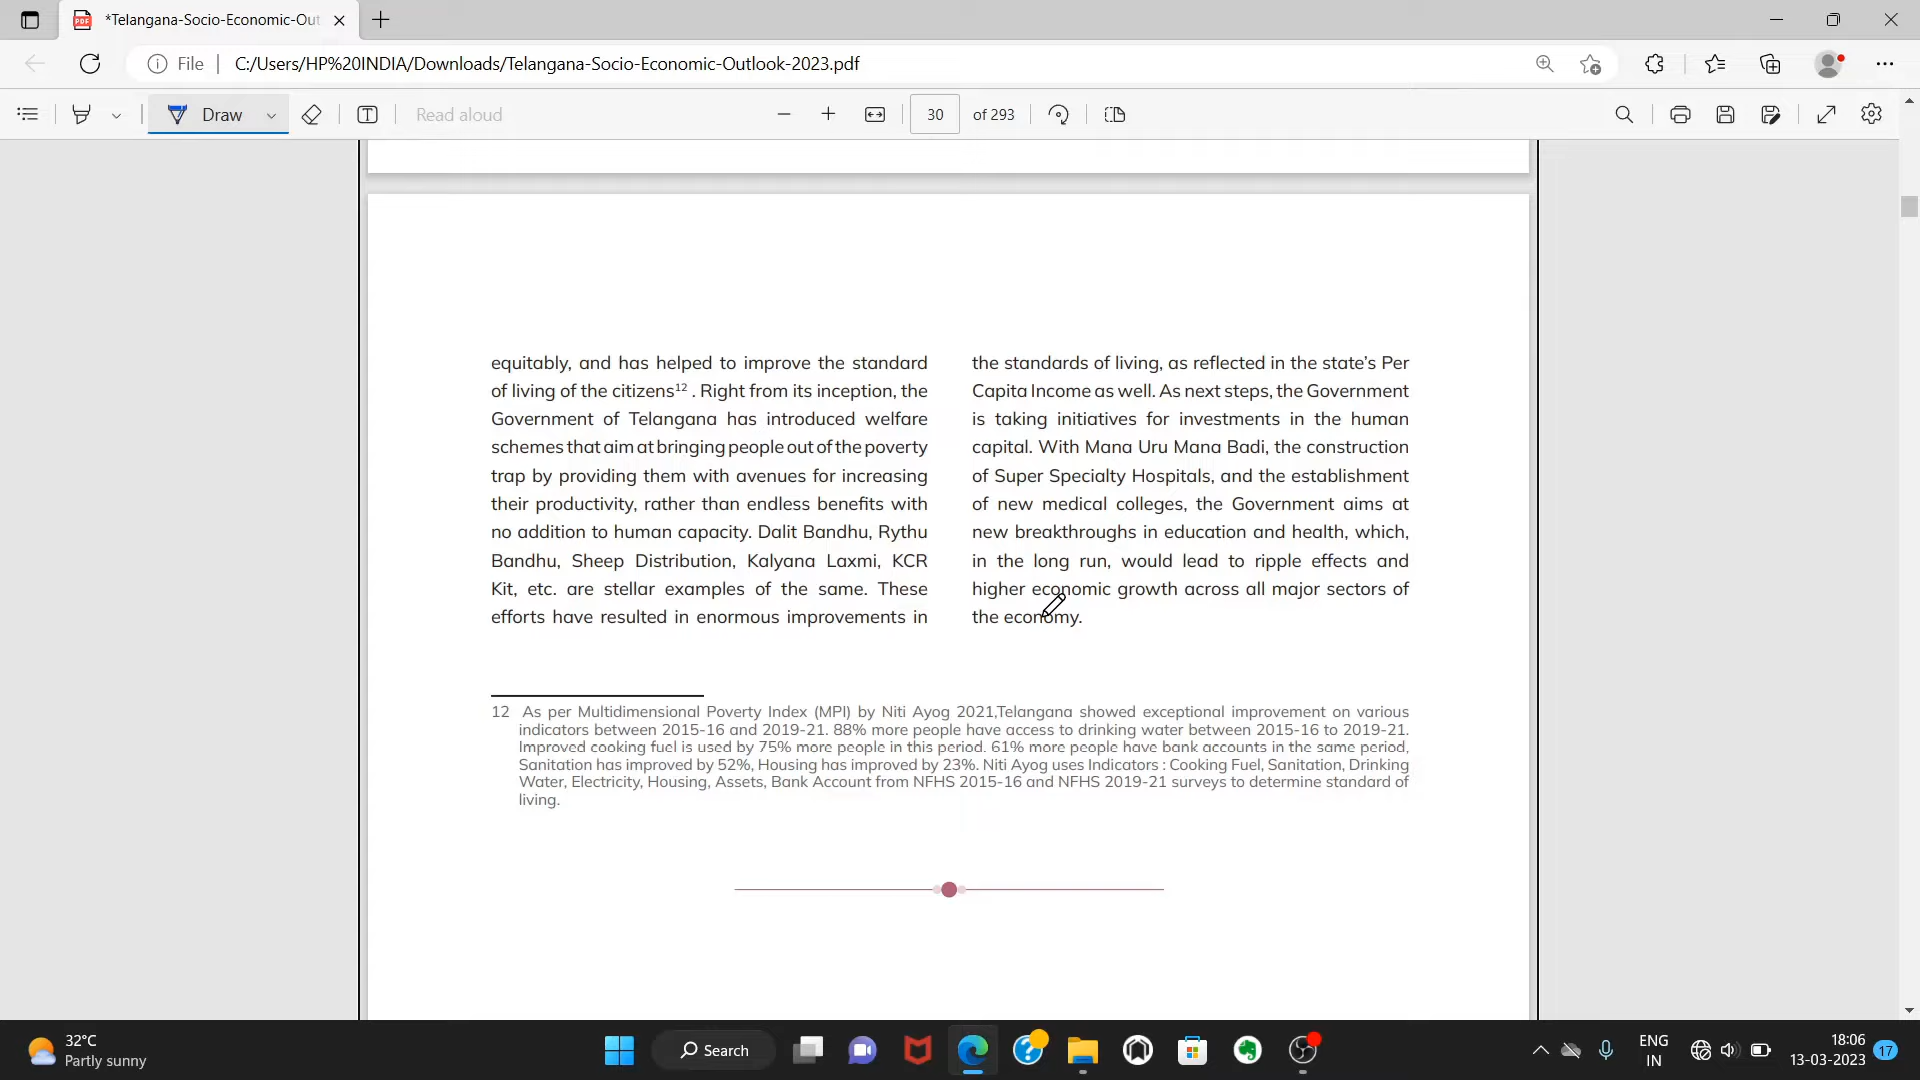 *Telangana-Socio-Economic-Out
File
C:/Users/HP%20INDIA/Downloads/Telangana-Socio-Economic-Outlook-2023.pdf
Draw
T
Read aloud
30
of 293
equitably, and has helped to improve the standard
of living of the citizens12 . Right from its inception, the
Government of Telangana has introduced welfare
schemes that aim at bringing people out of the poverty
trap by providing them with avenues for increasing
their productivity, rather than endless benefits with
no addition to human capacity. Dalit Bandhu, Rythu
Bandhu, Sheep Distribution, Kalyana Laxmi, KCR
Kit, etc. are stellar examples of the same. These
efforts have resulted in enormous improvements in
the standards of living, as reflected in the state's Per
Capita Income as well. As next steps, the Government
is taking initiatives for investments in the human
capital. With Mana Uru Mana Badi, the construction
of Super Specialty Hospitals, and the establishment
of new medical colleges, the Government aims at
new breakthroughs in education and health, which,
in the long run, would lead to ripple effects and
higher economic growth across all major sectors of
the economy.
12 As per Multidimensional Poverty Index (MPI) by Niti Ayog 2021,Telangana showed exceptional improvement on various
indicators between 2015-16 and 2019-21. 88% more people have access to drinking water between 2015-16 to 2019-21.
Improved cooking fuel is used by 75% more people in this period. 61% more people have bank accounts in the same period,
Sanitation has improved by 52%, Housing has improved by 23%. Niti Ayog uses Indicators : Cooking Fuel, Sanitation, Drinking
Water, Electricity, Housing, Assets, Bank Account from NFHS 2015-16 and NFHS 2019-21 surveys to determine standard of
living.
32°C
Partly sunny
Search
ENG
IN
18:06
13-03-2023
17